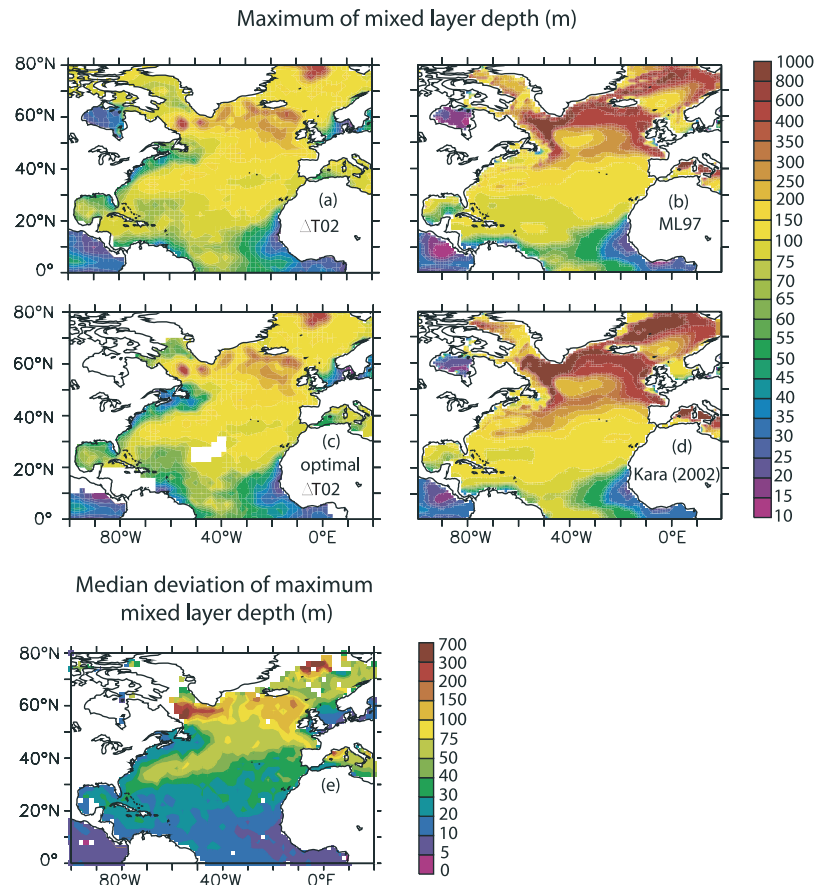 Maximum of mixed layer depth (m)
80°N
60°N
40°N
20°N
0°
(a)
△T02
(b)
ML97
1000
800
600
400
350
300
250
200
150
100
75
70
65
60
55
50
45
40
35
30
25
20
15
10
80°N
60°N
40°N
20°N
0°
(c)
optimal
△T02
(d)
Kara (2002)
80°W
40°W
0°E
80°W
40°W
0°E
Median deviation of maximum
mixed layer depth (m)
80°N
60°N
40°N
20°N
0°
(e)
80°W
40°W
0°E
700
300
200
150
100
75
50
40
30
20
10
5
0